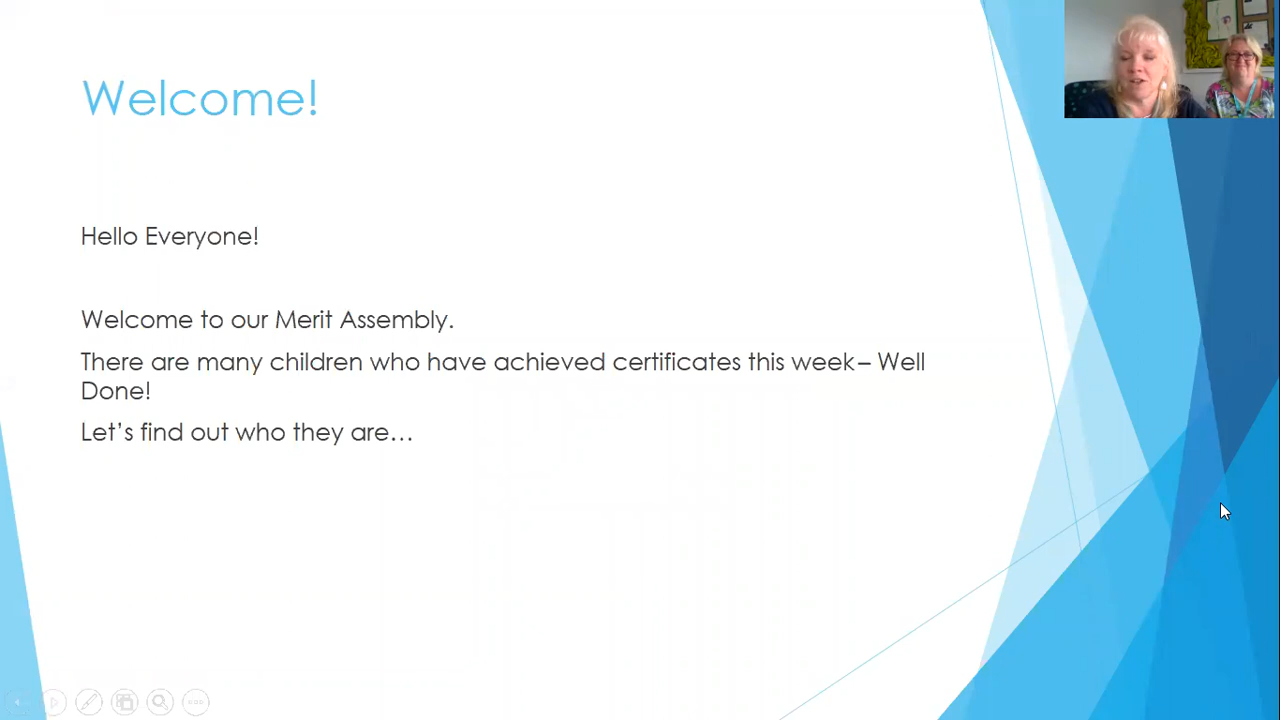 Welcome!
Hello Everyone!
Welcome to our Merit Assembly.
There are many children who have achieved certificates this week – Well
Done!
Let's find out who they are...